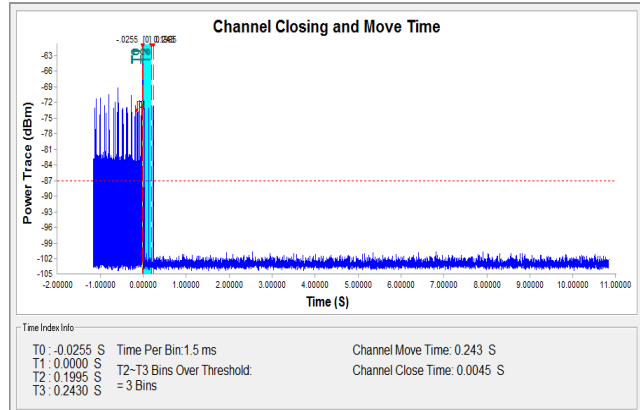 Channel Closing and Move Time
Power Trace (dBm)
-63
-66
-69
-72
-75
-78
-81
-84
-87
-90
-93
-96
-99
-102
-105
-2.00000 -1.00000 0.00000 1.00000 2.00000 3.00000 4.00000 5.00000 6.00000 7.00000 8.00000 9.00000 10.00000 11.00000
Time (S)
Time Index Info
T0 : -0.0255 S
T1 : 0.0000 S
T2 : 0.1995 S
T3 : 0.2430 S
Time Per Bin:1.5 ms
T2~T3 Bins Over Threshold:
= 3 Bins
Channel Move Time: 0.243 S
Channel Close Time: 0.0045 S